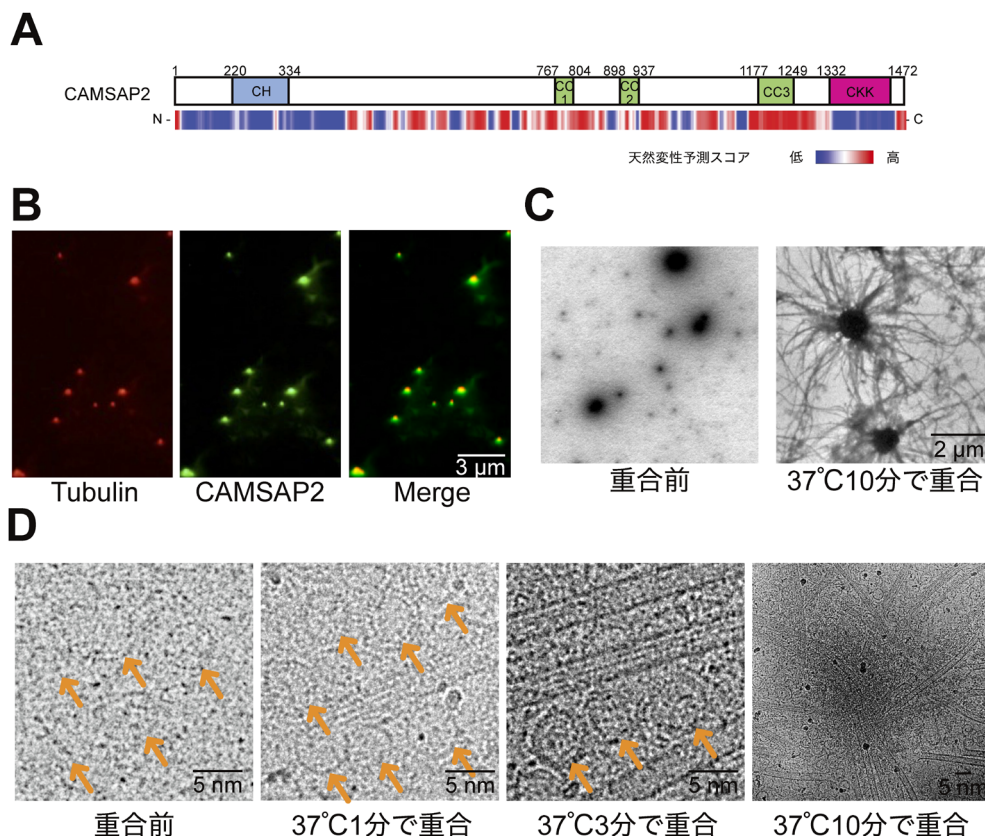 A
1 220 334 767 804 898 937 1177 1249 1332 1472
CAMSAP2 CH CC1 CC2 CC3 CKK
N - - C
天然変性予測スコア 低 高
B
Tubulin CAMSAP2 Merge
3 μm
C
重合前 37℃10分で重合
2 μm
D
5 nm 5 nm 5 nm 5 nm
重合前 37℃1分で重合 37℃3分で重合 37℃10分で重合